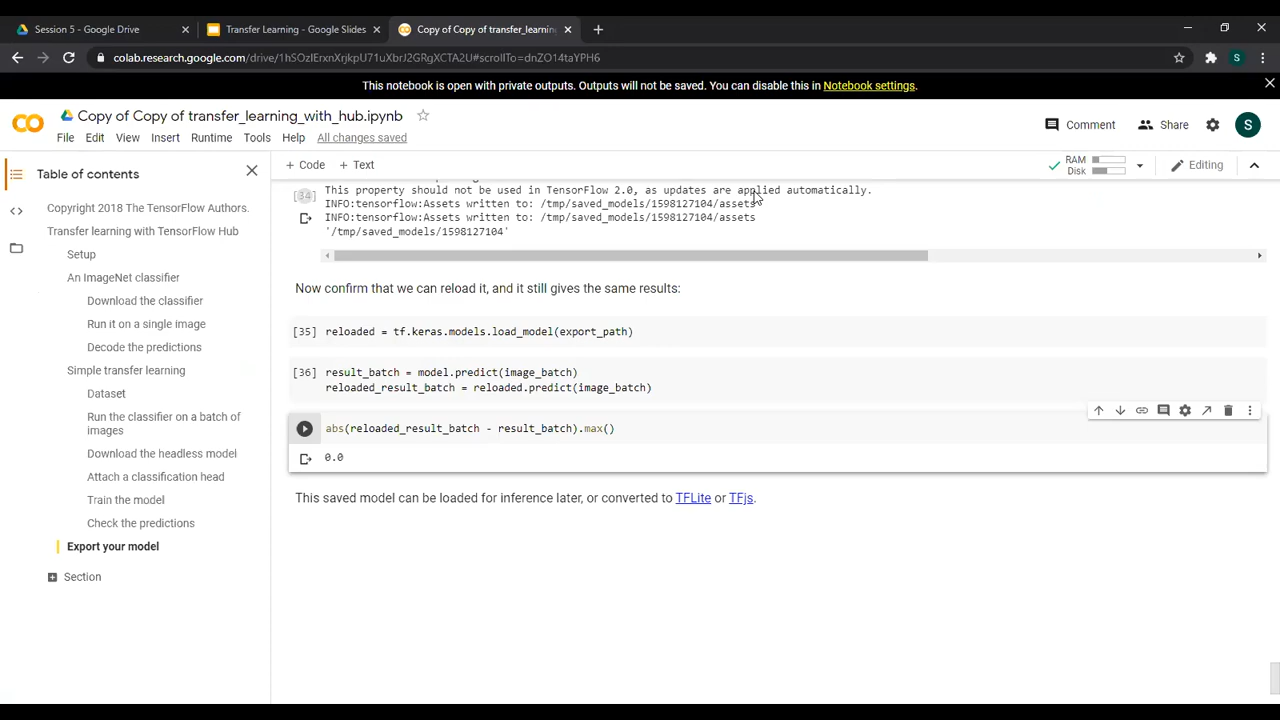 Session 5 - Google Drive
Transfer Learning - Google Slides
Copy of Copy of transfer_learning
colab.research.google.com/drive/1hSOzIErxnXrjkpU71uXbrJ2GRgXCTA2U#scrollTo=dnZO14taYPH6
S
This notebook is open with private outputs. Outputs will not be saved. You can disable this in Notebook settings.
CO
Copy of Copy of transfer_learning_with_hub.ipynb
File Edit View Insert Runtime Tools Help All changes saved
Comment Share S
+ Code + Text
RAM
Disk
Editing
Table of contents
Copyright 2018 The TensorFlow Authors.
Transfer learning with TensorFlow Hub
Setup
An ImageNet classifier
Download the classifier
Run it on a single image
Decode the predictions
Simple transfer learning
Dataset
Run the classifier on a batch of
images
Download the headless model
Attach a classification head
Train the model
Check the predictions
Export your model
Section
[34] This property should not be used in TensorFlow 2.0, as updates are applied automatically.
INFO:tensorflow:Assets written to: /tmp/saved_models/1598127104/assets
INFO:tensorflow:Assets written to: /tmp/saved_models/1598127104/assets
'/tmp/saved_models/1598127104'
Now confirm that we can reload it, and it still gives the same results:
[35] reloaded = tf.keras.models.load_model(export_path)
[36] result_batch = model.predict(image_batch)
reloaded_result_batch = reloaded.predict(image_batch)
abs(reloaded_result_batch - result_batch).max()
0.0
This saved model can be loaded for inference later, or converted to TFLite or TFjs.